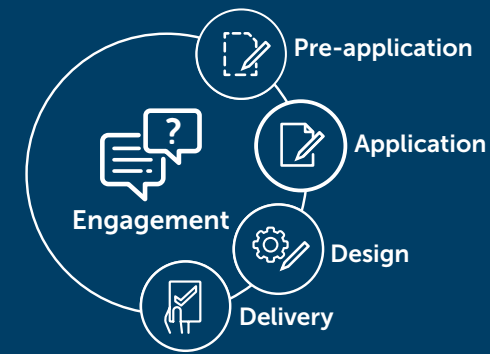 Pre-application
?
Application
Engagement
Design
Delivery